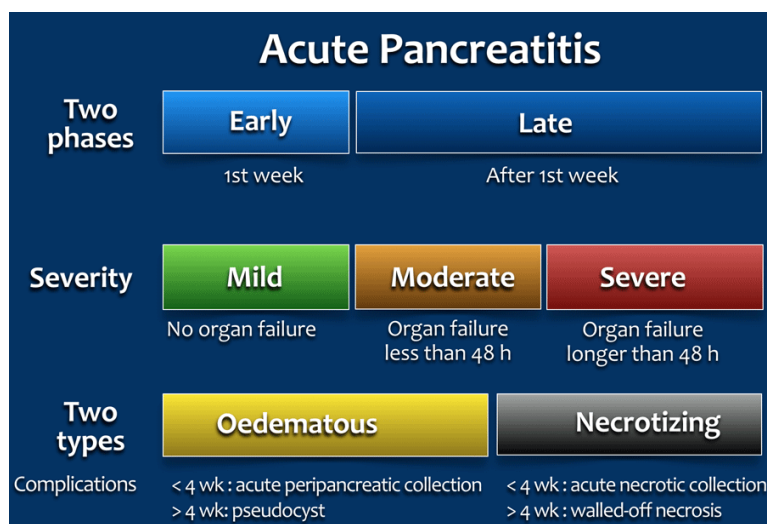 Acute Pancreatitis
Two
phases
Early
Late
1st week
After 1st week
Severity
Mild
Moderate
Severe
No organ failure
Organ failure
less than 48 h
Organ failure
longer than 48 h
Two
types
Oedematous
Necrotizing
Complications
< 4 wk : acute peripancreatic collection
> 4 wk: pseudocyst
< 4 wk : acute necrotic collection
> 4 wk : walled-off necrosis